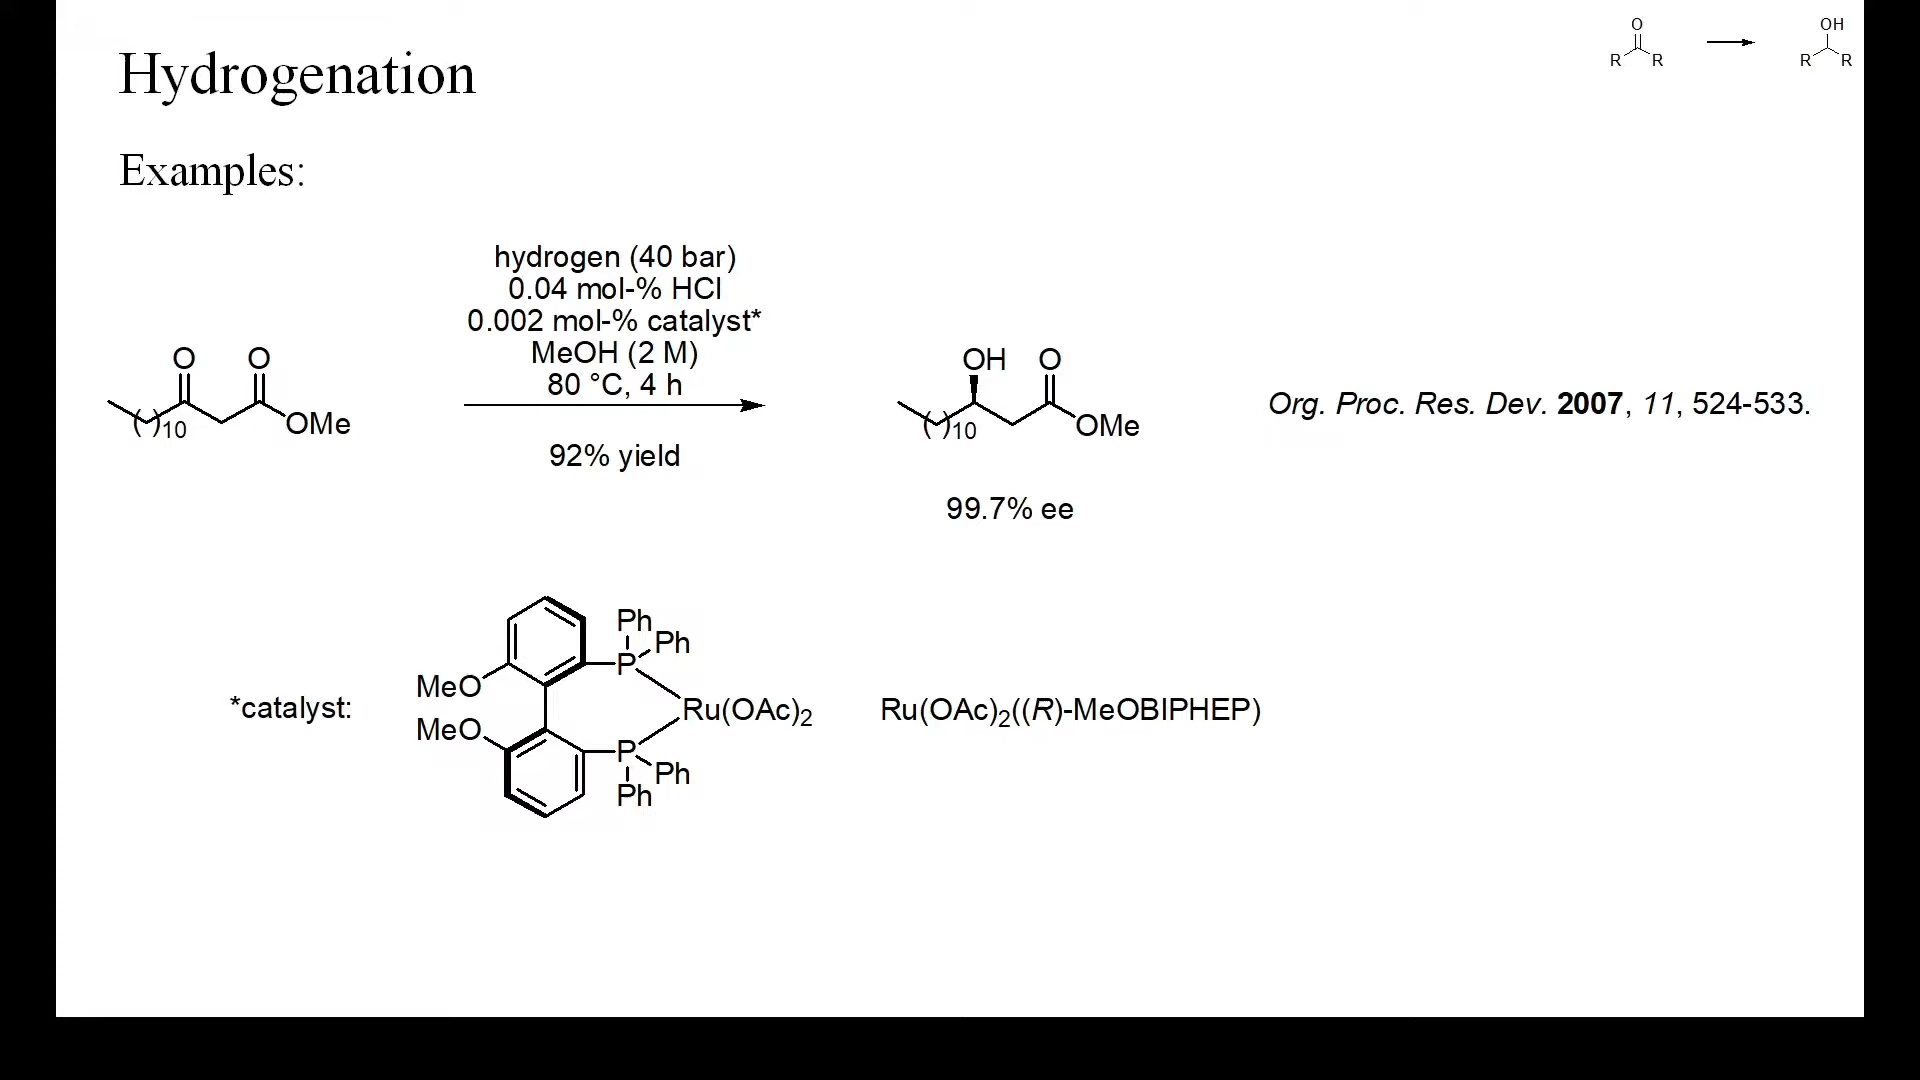 Hydrogenation
O
R R
OH
R R
Examples:
hydrogen (40 bar)
0.04 mol-% HCl
0.002 mol-% catalyst*
MeOH (2 M)
80 °C, 4 h
92% yield
O O
( )10
OMe
OH O
( )10
OMe
99.7% ee
Org. Proc. Res. Dev. 2007, 11, 524-533.
*catalyst:
Ph
Ph
P
MeO
Ru(OAc)2
MeO
P
Ph
Ph
Ru(OAc)2((R)-MeOBIPHEP)